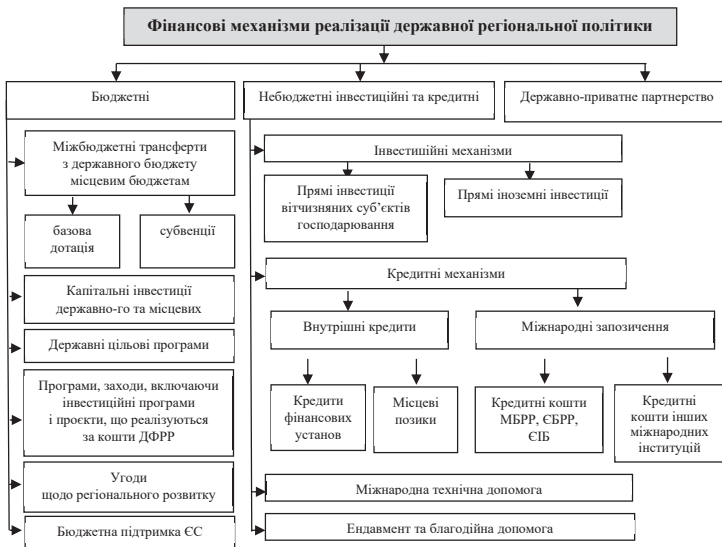 Фінансові механізми реалізації державної регіональної політики
Бюджетні
Небюджетні інвестиційні та кредитні
Державно-приватне партнерство
Міжбюджетні трансферти
з державного бюджету
місцевим бюджетам
базова
дотація
субвенції
Капітальні інвестиції
державно-го та місцевих
Державні цільові програми
Програми, заходи, включаючи
інвестиційні програми
і проєкти, що реалізуються
за кошти ДФРР
Угоди
щодо регіонального розвитку
Бюджетна підтримка ЄС
Інвестиційні механізми
Прямі інвестиції
вітчизняних суб’єктів
господарювання
Прямі іноземні інвестиції
Кредитні механізми
Внутрішні кредити
Міжнародні запозичення
Кредити
фінансових
установ
Місцеві
позики
Кредитні кошти
МБРР, ЄБРР,
ЄІБ
Кредитні
кошти інших
міжнародних
інституцій
Міжнародна технічна допомога
Ендавмент та благодійна допомога